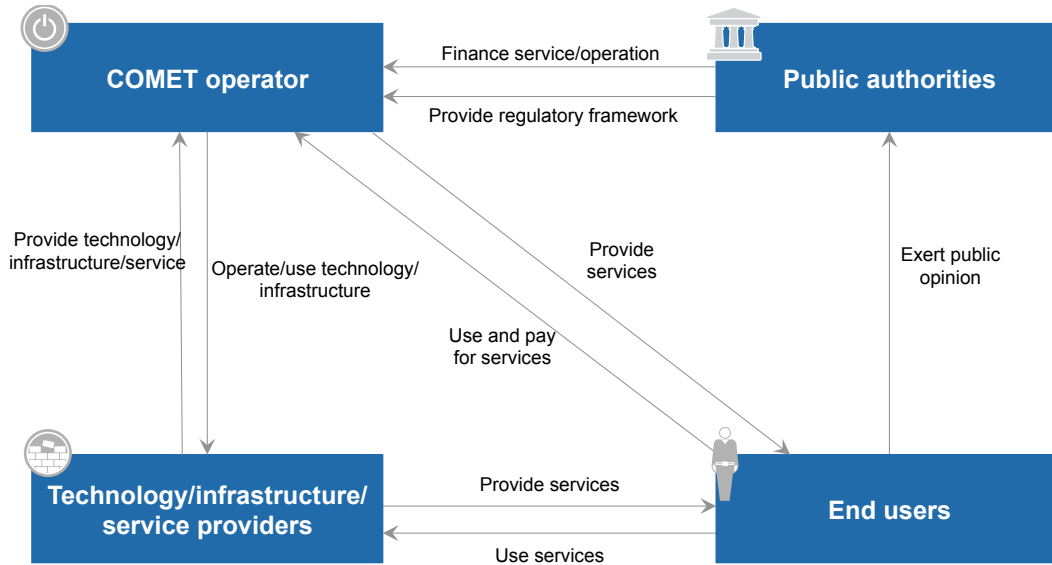 COMET operator
Finance service/operation
Provide regulatory framework
Public authorities
Provide technology/
infrastructure/service
Operate/use technology/
infrastructure
Provide
services
Use and pay
for services
Exert public
opinion
Technology/infrastructure/
service providers
Provide services
Use services
End users